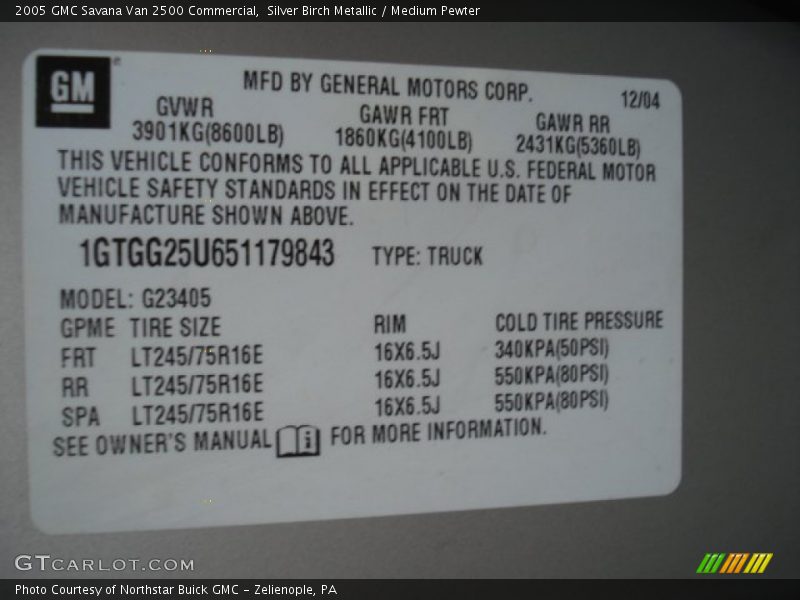 2005 GMC Savana Van 2500 Commercial,  Silver Birch Metallic / Medium Pewter
GM
MFD BY GENERAL MOTORS CORP.
12/04
GVWR GAWR FRT GAWR RR
3901KG(8600LB) 1860KG(4100LB) 2431KG(5360LB)
THIS VEHICLE CONFORMS TO ALL APPLICABLE U.S. FEDERAL MOTOR
VEHICLE SAFETY STANDARDS IN EFFECT ON THE DATE OF
MANUFACTURE SHOWN ABOVE.
1GTGG25U651179843 TYPE: TRUCK
MODEL: G23405
GPME TIRE SIZE RIM COLD TIRE PRESSURE
FRT LT245/75R16E 16X6.5J 340KPA(50PSI)
RR LT245/75R16E 16X6.5J 550KPA(80PSI)
SPA LT245/75R16E 16X6.5J 550KPA(80PSI)
SEE OWNER'S MANUAL i FOR MORE INFORMATION.
GTCARLOT.COM
Photo Courtesy of Northstar Buick GMC - Zelienople, PA